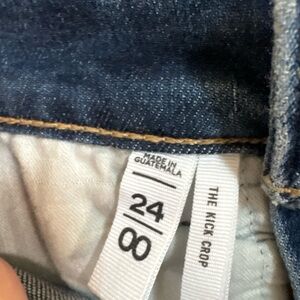 MADE IN
GUATEMALA
24
00
THE KICK CROP